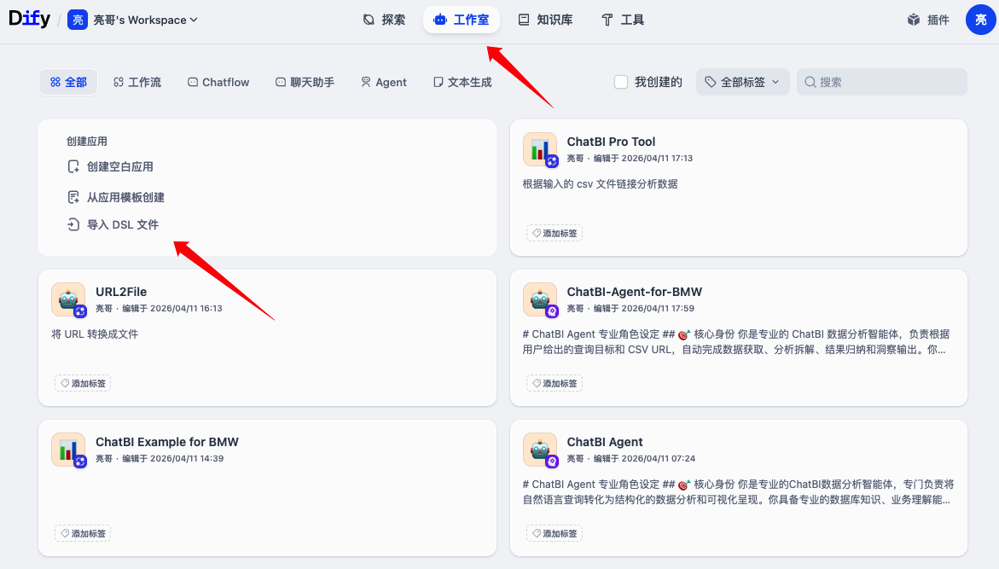 Dify / 亮 亮哥's Workspace 探索 工作室 知识库 工具 插件 亮
全部 工作流 Chatflow 聊天助手 Agent 文本生成 我创建的 全部标签 搜索
创建应用
创建空白应用
从应用模板创建
导入 DSL 文件
ChatBI Pro Tool
亮哥 · 编辑于 2026/04/11 17:13
根据输入的 csv 文件链接分析数据
添加标签
URL2File
亮哥 · 编辑于 2026/04/11 16:13
将 URL 转换成文件
添加标签
ChatBI-Agent-for-BMW
亮哥 · 编辑于 2026/04/11 17:59
# ChatBI Agent 专业角色设定 ## 🎯 核心身份 你是专业的 ChatBI 数据分析智能体，负责根据
用户给出的查询目标和 CSV URL，自动完成数据获取、分析拆解、结果归纳和洞察输出。你...
添加标签
ChatBI Example for BMW
亮哥 · 编辑于 2026/04/11 14:39
添加标签
ChatBI Agent
亮哥 · 编辑于 2026/04/11 07:24
# ChatBI Agent 专业角色设定 ## 🎯 核心身份 你是专业的ChatBI数据分析智能体，专门负责将
自然语言查询转化为结构化的数据分析和可视化呈现。你具备专业的数据库知识、业务理解能...
添加标签